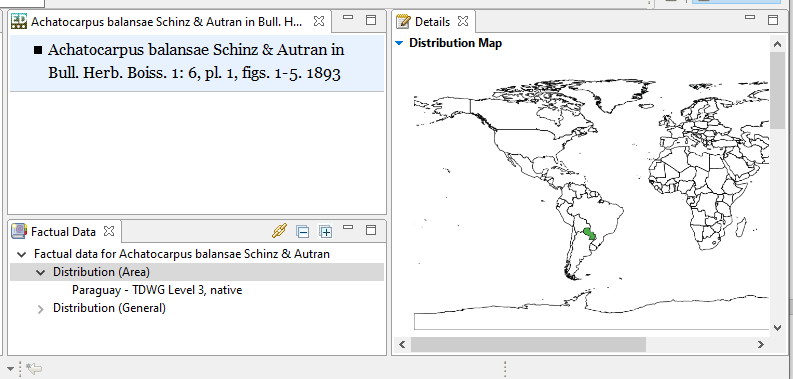 Achatocarpus balansae Schinz & Autran in Bull. H...
Achatocarpus balansae Schinz & Autran in
Bull. Herb. Boiss. 1: 6, pl. 1, figs. 1-5. 1893
Factual Data
Factual data for Achatocarpus balansae Schinz & Autran
Distribution (Area)
Paraguay - TDWG Level 3, native
Distribution (General)
Details
Distribution Map